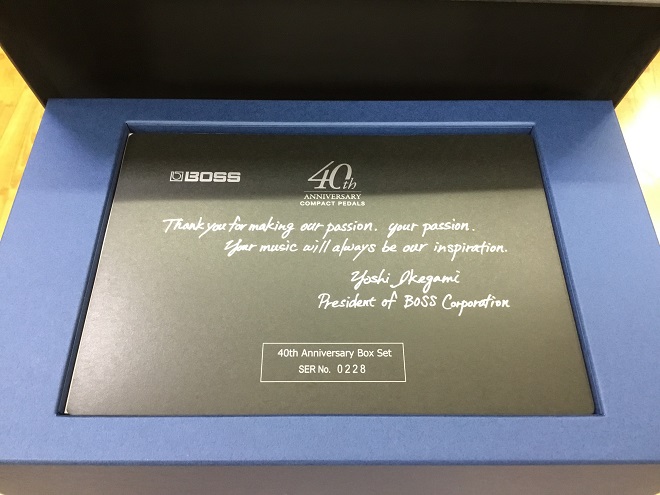 BOSS
40th
ANNIVERSARY
COMPACT PEDALS
Thank you for making our passion. your passion.
Your music will always be our inspiration.
Yoshi Ikegami
President of BOSS Corporation
40th Anniversary Box Set
SER No. 0228